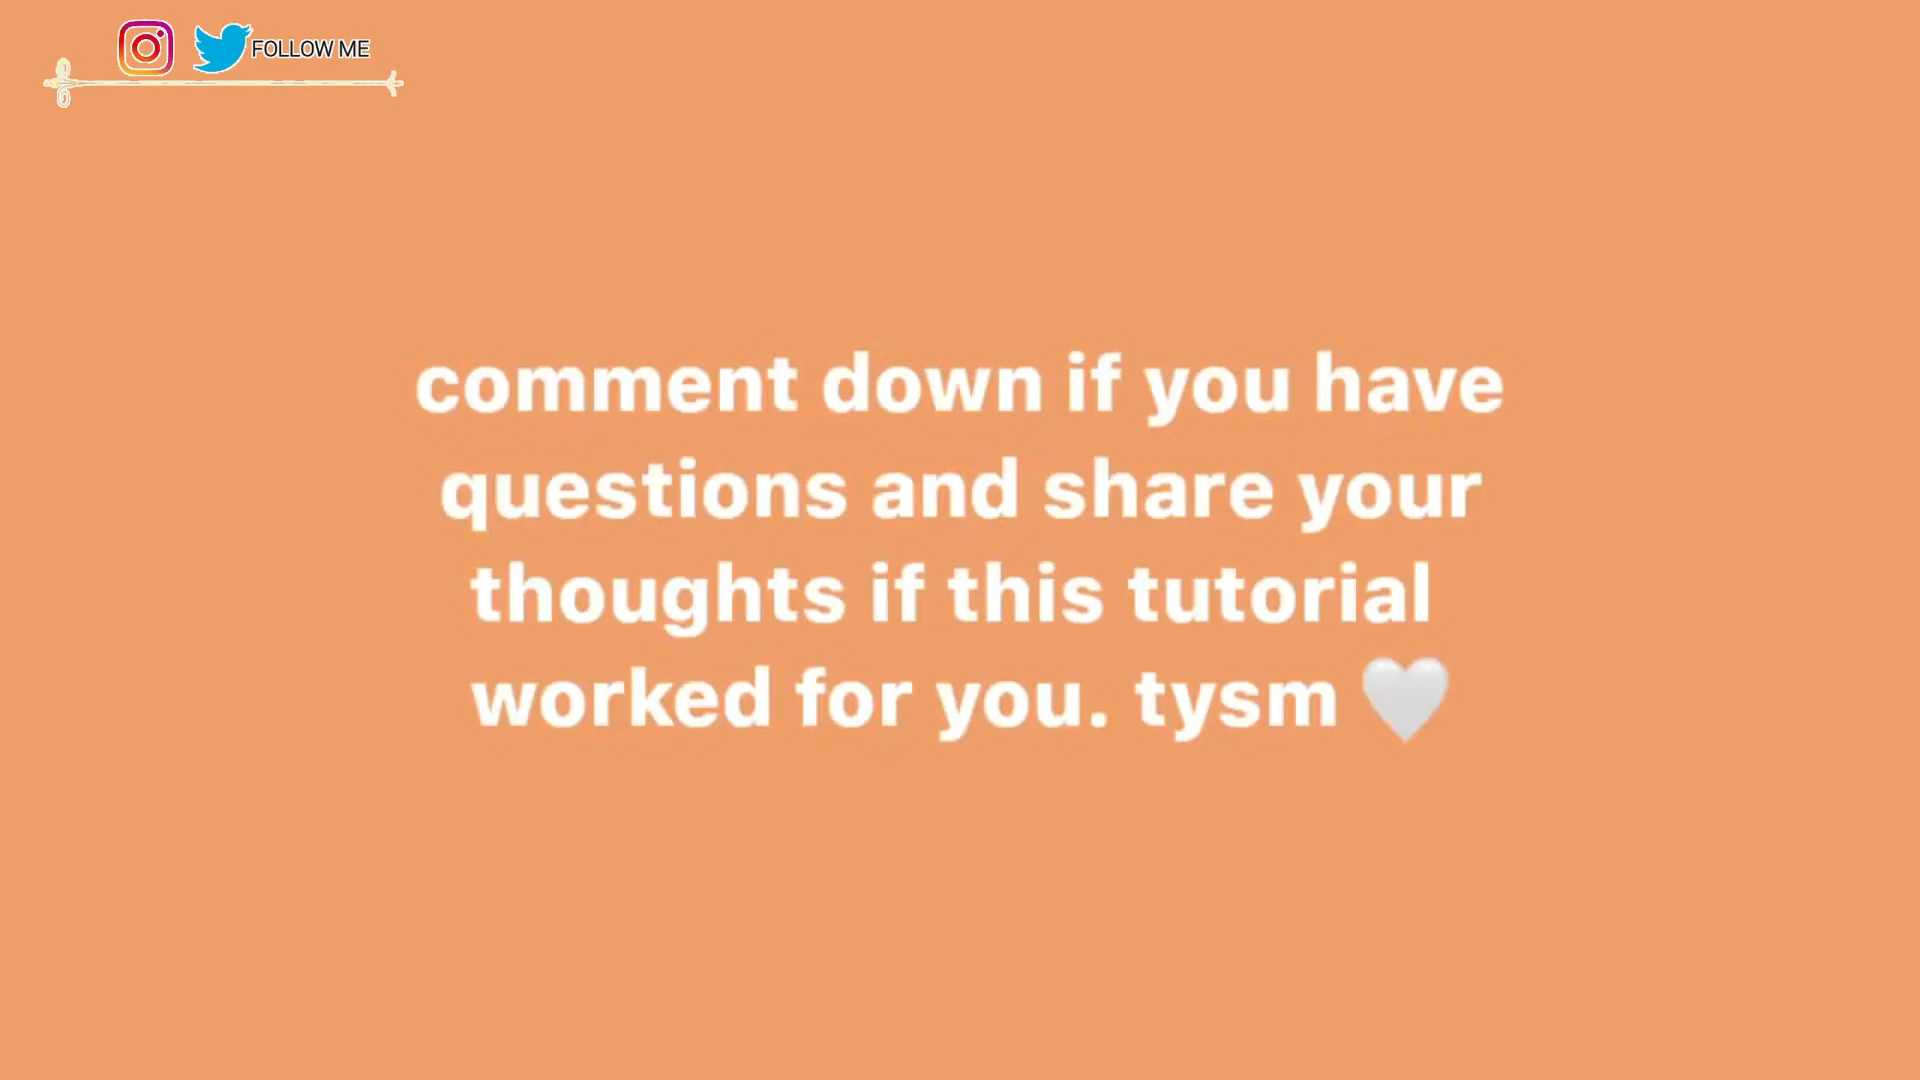 FOLLOW ME
comment down if you have
questions and share your
thoughts if this tutorial
worked for you. tysm 🤍